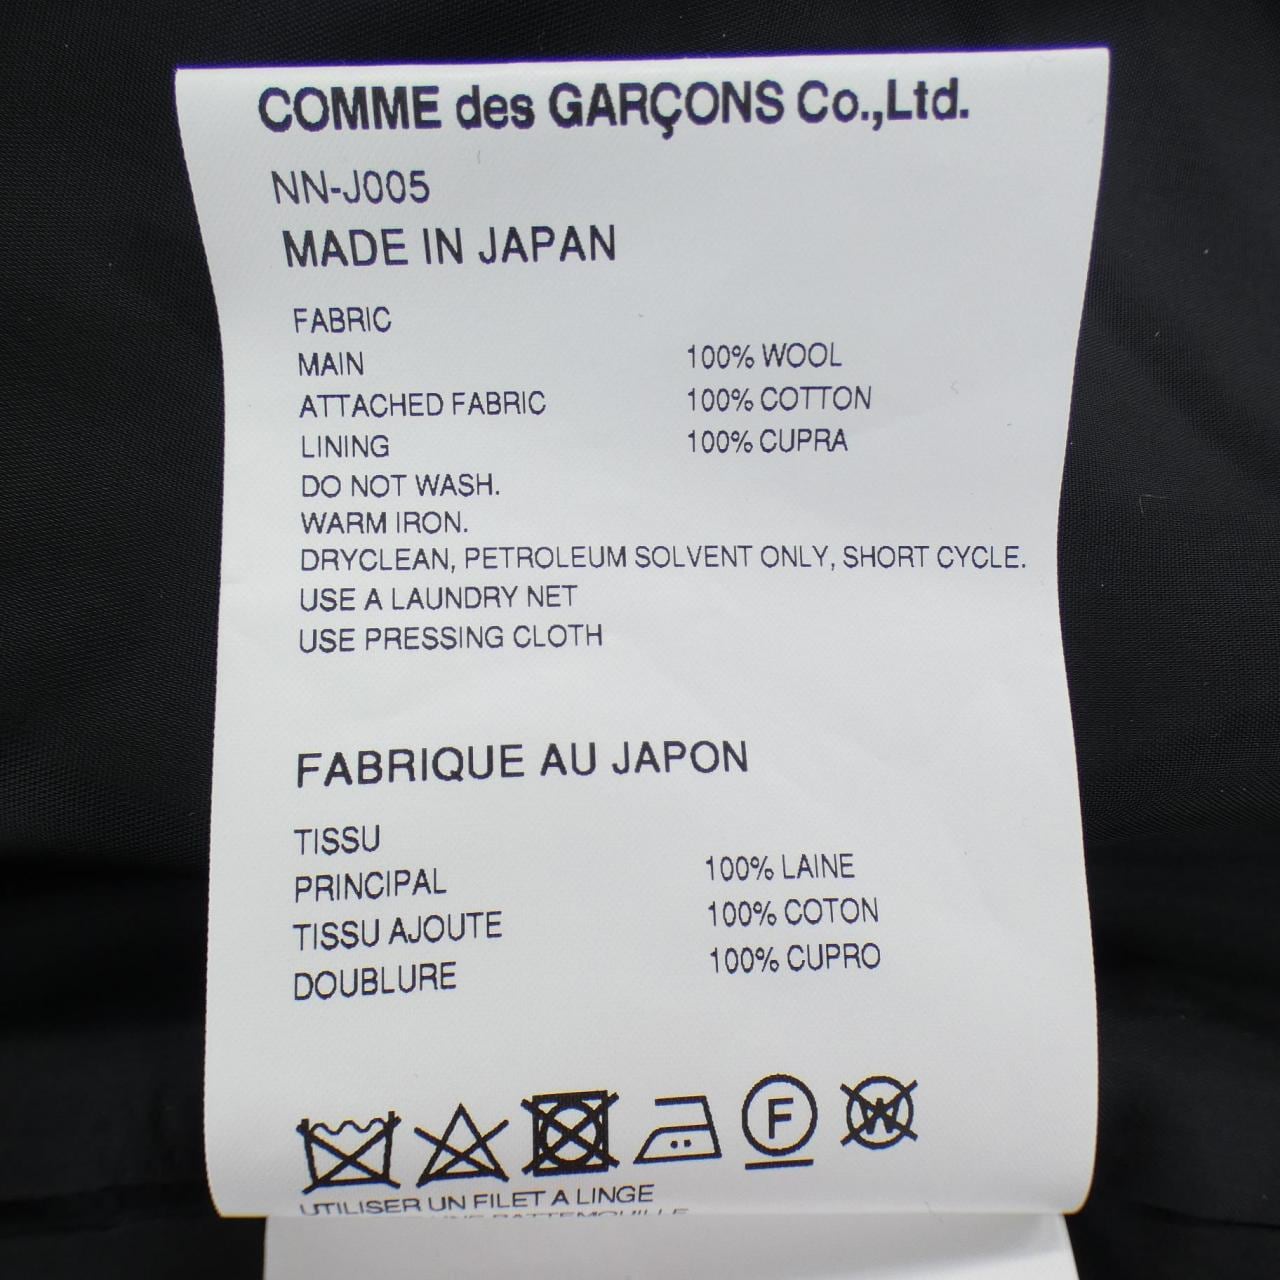 COMME des GARÇONS Co.,Ltd.
NN-J005
MADE IN JAPAN
FABRIC
MAIN 100% WOOL
ATTACHED FABRIC 100% COTTON
LINING 100% CUPRA
DO NOT WASH.
WARM IRON.
DRYCLEAN, PETROLEUM SOLVENT ONLY, SHORT CYCLE.
USE A LAUNDRY NET
USE PRESSING CLOTH
FABRIQUE AU JAPON
TISSU
PRINCIPAL 100% LAINE
TISSU AJOUTE 100% COTON
DOUBLURE 100% CUPRO
F W
UTILISER UN FILET A LINGE